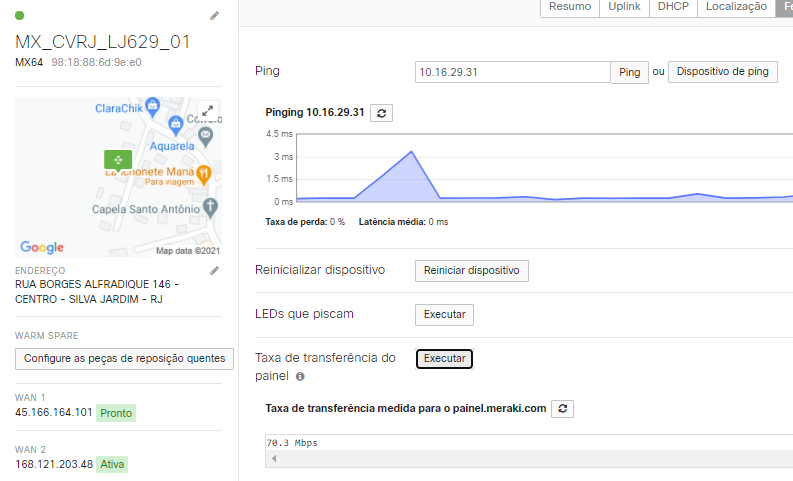 MX_CVRJ_LJ629_01
MX64 98:18:88:6d:9e:e0
ClaraChik
Correio
Aquarela
Lanchonete Maná
Para viagem
Capela Santo Antônio
Google
Map data ©2021
ENDEREÇO
RUA BORGES ALFRADIQUE 146 -
CENTRO - SILVA JARDIM - RJ
WARM SPARE
Configure as peças de reposição quentes
WAN 1
45.166.164.101 Pronto
WAN 2
168.121.203.48 Ativa
Resumo Uplink DHCP Localização Fe
Ping 10.16.29.31 Ping ou Dispositivo de ping
Pinging 10.16.29.31
4.5 ms
3 ms
1.5 ms
0 ms
Taxa de perda: 0 % Latência média: 0 ms
Reinicializar dispositivo Reiniciar dispositivo
LEDs que piscam Executar
Taxa de transferência do Executar
painel
Taxa de transferência medida para o painel.meraki.com
70.3 Mbps